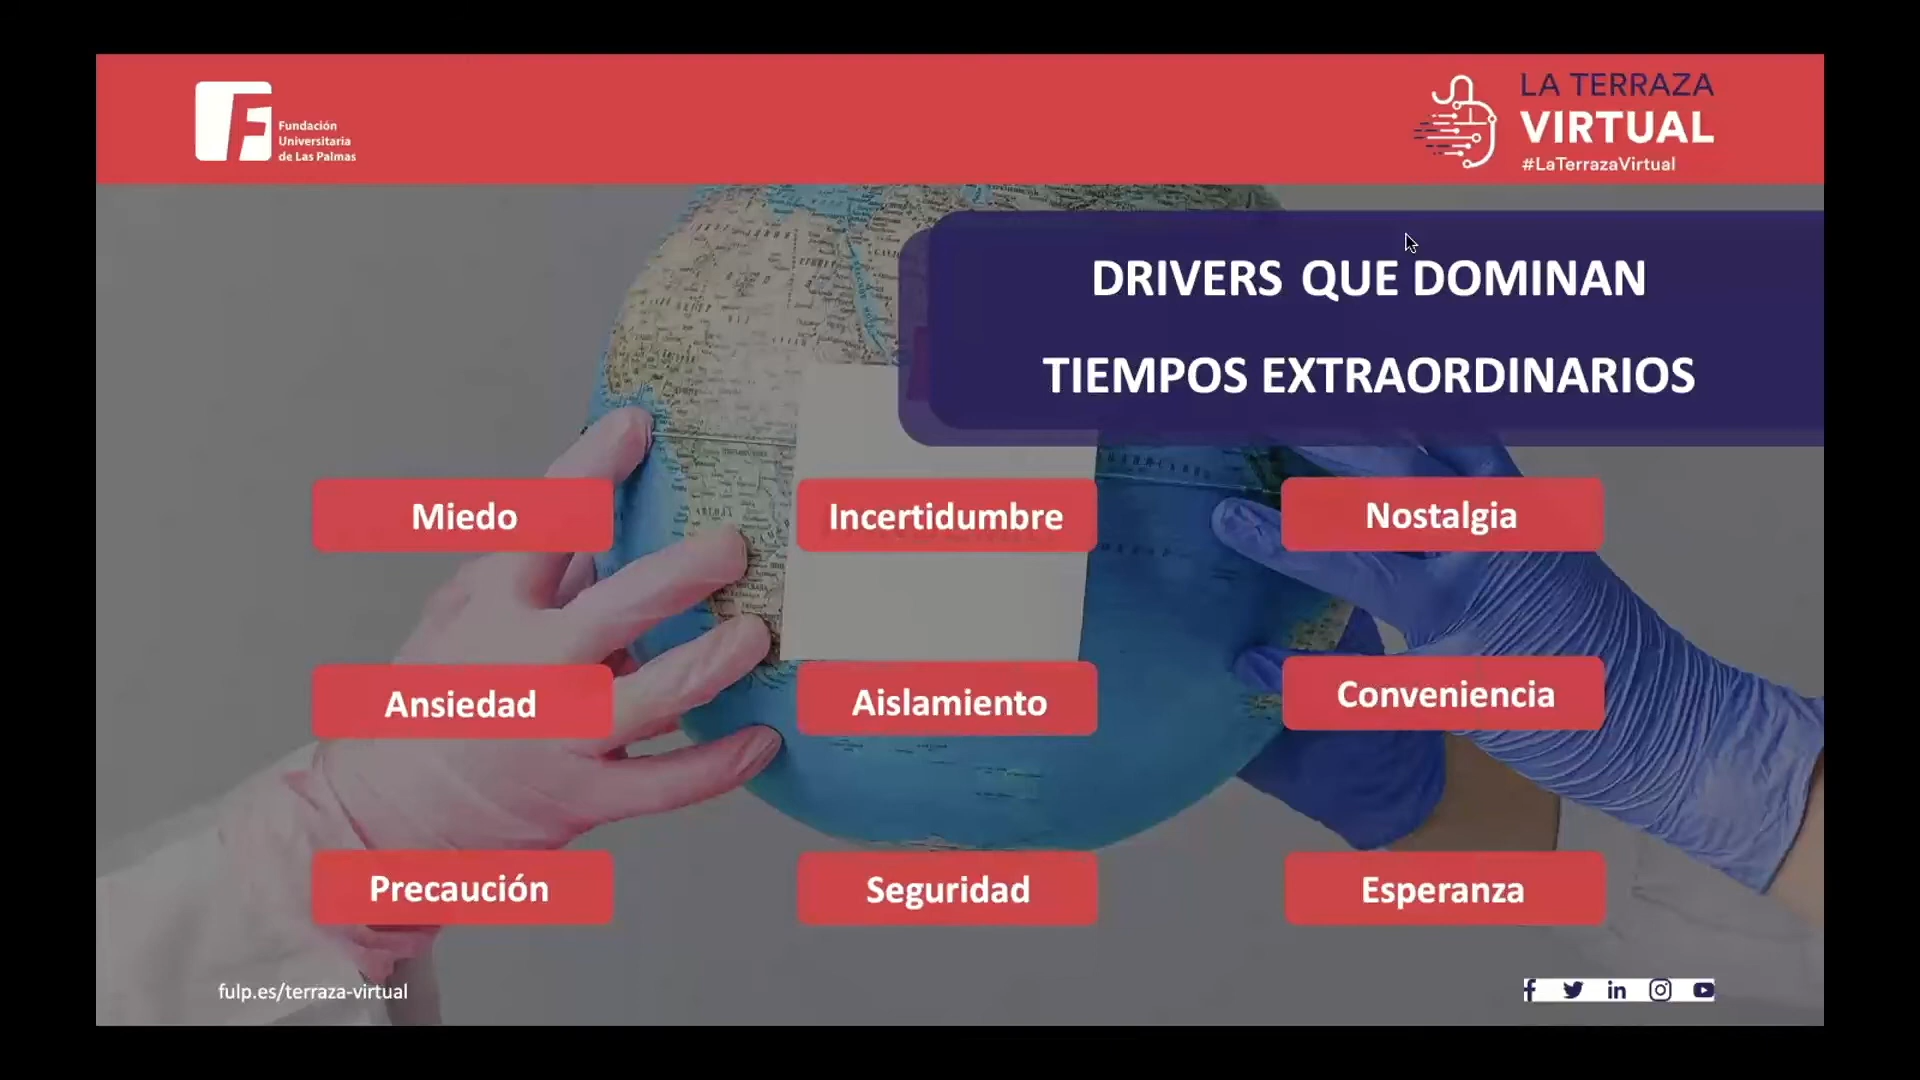 Fundación
Universitaria
de Las Palmas
LA TERRAZA
VIRTUAL
#LaTerrazaVirtual
DRIVERS QUE DOMINAN
TIEMPOS EXTRAORDINARIOS
Miedo
Incertidumbre
Nostalgia
Ansiedad
Aislamiento
Conveniencia
Precaución
Seguridad
Esperanza
fulp.es/terraza-virtual